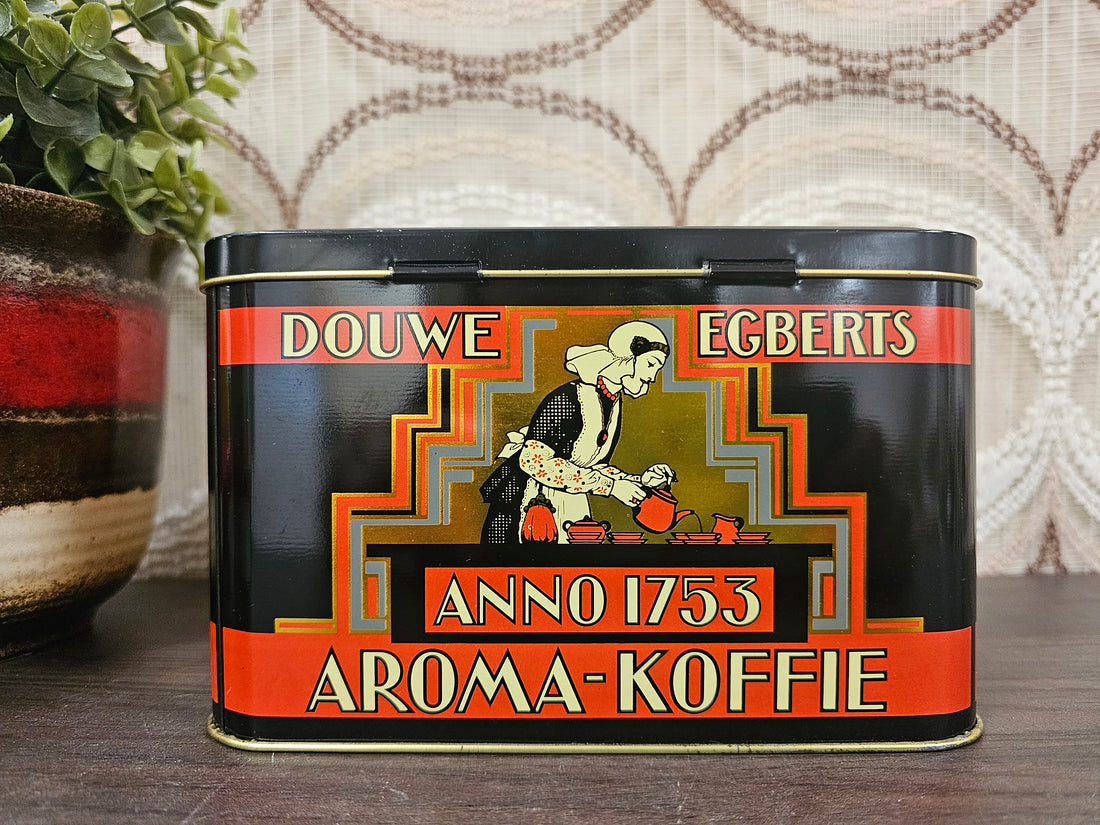 DOUWE EGBERTS
ANNO 1753
AROMA-KOFFIE